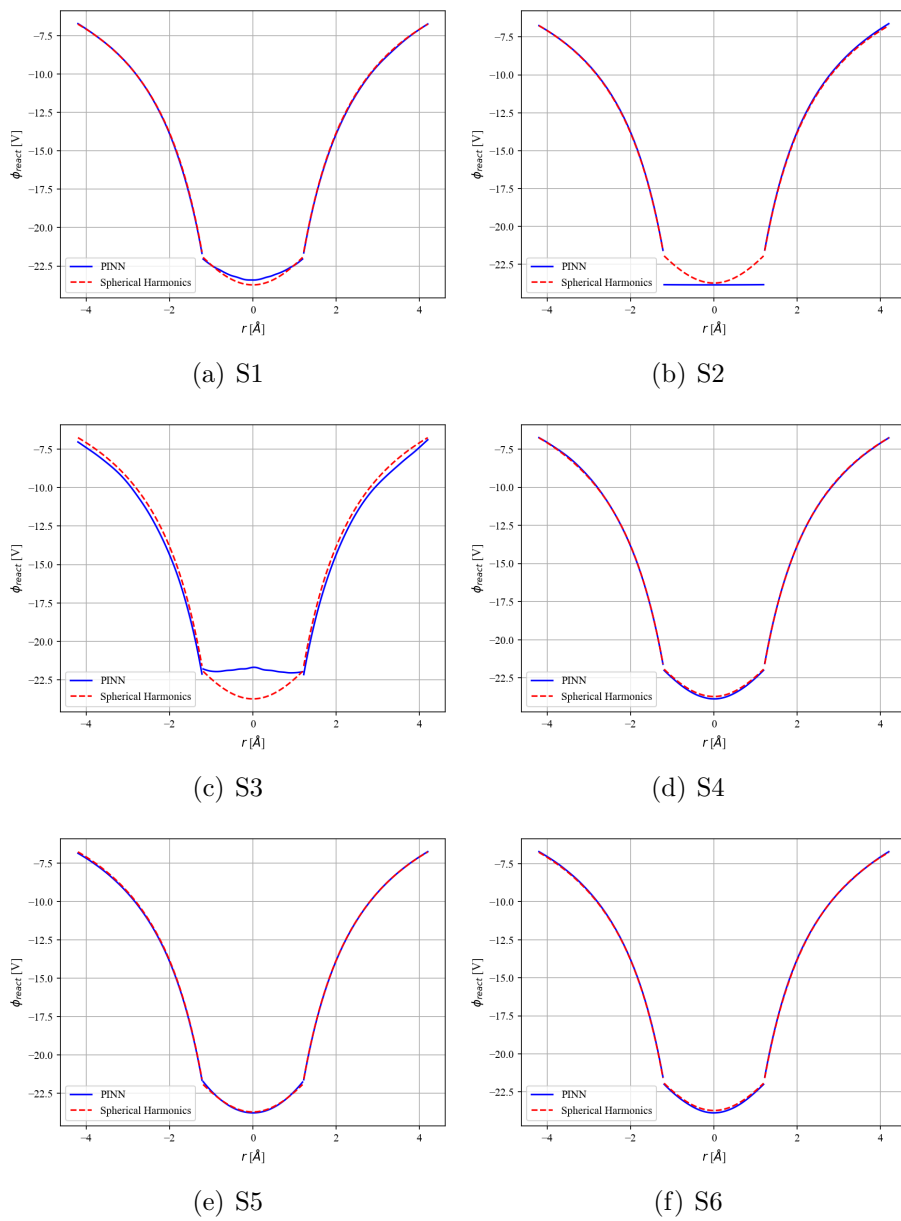 −7.5
−10.0
−12.5
−15.0
−17.5
−20.0
−22.5
ϕreact [V]
PINN
Spherical Harmonics
−4 −2 0 2 4
r [Å]
(a) S1
−7.5
−10.0
−12.5
−15.0
−17.5
−20.0
−22.5
ϕreact [V]
PINN
Spherical Harmonics
−4 −2 0 2 4
r [Å]
(b) S2
−7.5
−10.0
−12.5
−15.0
−17.5
−20.0
−22.5
ϕreact [V]
PINN
Spherical Harmonics
−4 −2 0 2 4
r [Å]
(c) S3
−7.5
−10.0
−12.5
−15.0
−17.5
−20.0
−22.5
ϕreact [V]
PINN
Spherical Harmonics
−4 −2 0 2 4
r [Å]
(d) S4
−7.5
−10.0
−12.5
−15.0
−17.5
−20.0
−22.5
ϕreact [V]
PINN
Spherical Harmonics
−4 −2 0 2 4
r [Å]
(e) S5
−7.5
−10.0
−12.5
−15.0
−17.5
−20.0
−22.5
ϕreact [V]
PINN
Spherical Harmonics
−4 −2 0 2 4
r [Å]
(f) S6